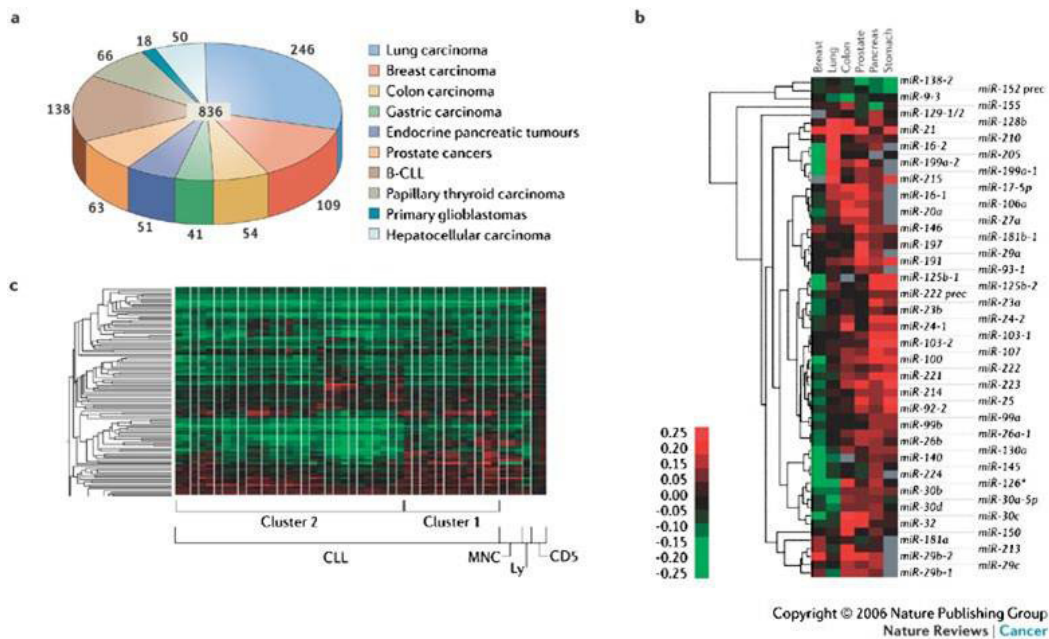 a
50
18
66
246
138
836
63
51
41
54
109
Lung carcinoma
Breast carcinoma
Colon carcinoma
Gastric carcinoma
Endocrine pancreatic tumours
Prostate cancers
B-CLL
Papillary thryroid carcinoma
Primary glioblastomas
Hepatocellular carcinoma
b
Breast
Lung
Colon
Prostate
Pancreas
Stomach
miR-138-2
miR-152 prec
miR-9-3
miR-155
miR-129-1/2
miR-128b
miR-21
miR-210
miR-16-2
miR-205
miR-199a-2
miR-199a-1
miR-215
miR-17-5p
miR-16-1
miR-106a
miR-20a
miR-27a
miR-146
miR-181b-1
miR-197
miR-29a
miR-191
miR-93-1
miR-125b-1
miR-125b-2
miR-222 prec
miR-23a
miR-23b
miR-24-2
miR-24-1
miR-103-1
miR-103-2
miR-107
miR-100
miR-222
miR-221
miR-223
miR-214
miR-25
miR-92-2
miR-99a
miR-99b
miR-26a-1
miR-26b
miR-130a
miR-140
miR-145
miR-224
miR-126*
miR-30b
miR-30a-5p
miR-30d
miR-30c
miR-32
miR-150
miR-181a
miR-213
miR-29b-2
miR-29c
miR-29b-1
0.25
0.20
0.15
0.10
0.05
0.00
-0.05
-0.10
-0.15
-0.20
-0.25
c
Cluster 2
Cluster 1
CLL
MNC
Ly
CD5
Copyright © 2006 Nature Publishing Group
Nature Reviews | Cancer